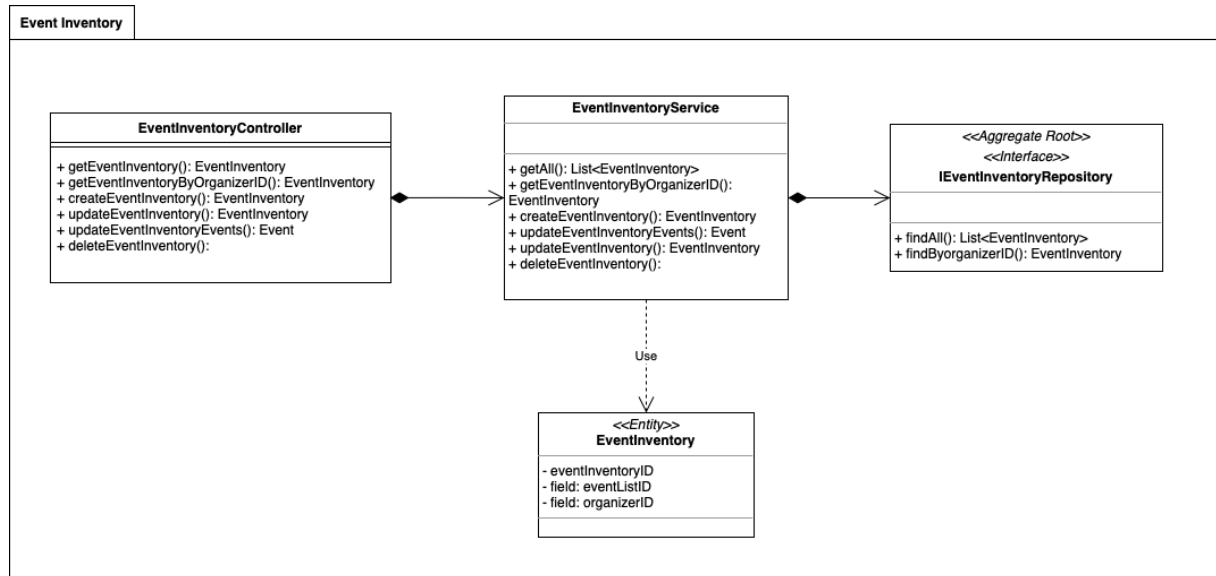 Event Inventory
EventInventoryController
+ getEventInventory(): EventInventory
+ getEventInventoryByOrganizerID(): EventInventory
+ createEventInventory(): EventInventory
+ updateEventInventory(): EventInventory
+ updateEventInventoryEvents(): Event
+ deleteEventInventory():
EventInventoryService
+ getAll(): List<EventInventory>
+ getEventInventoryByOrganizerID():
EventInventory
+ createEventInventory(): EventInventory
+ updateEventInventoryEvents(): Event
+ updateEventInventory(): EventInventory
+ deleteEventInventory():
<<Aggregate Root>>
<<Interface>>
IEventInventoryRepository
+ findAll(): List<EventInventory>
+ findByorganizerID(): EventInventory
Use
<<Entity>>
EventInventory
- eventInventoryID
- field: eventListID
- field: organizerID